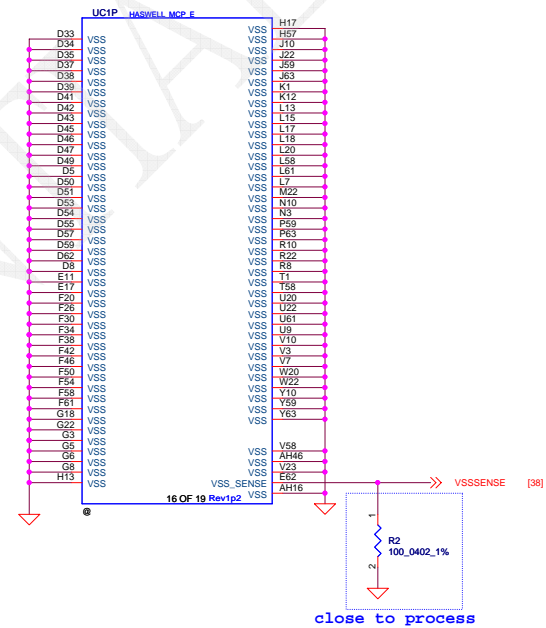 UC1P HASWELL_MCP_E
VSS H17
D33 VSS VSS H57
D34 VSS VSS J10
D35 VSS VSS J22
D37 VSS VSS J59
D38 VSS VSS J63
D39 VSS VSS K1
D41 VSS VSS K12
D42 VSS VSS L13
D43 VSS VSS L15
D45 VSS VSS L17
D46 VSS VSS L18
D47 VSS VSS L20
D49 VSS VSS L58
D5 VSS VSS L61
D50 VSS VSS L7
D51 VSS VSS M22
D53 VSS VSS N10
D54 VSS VSS N3
D55 VSS VSS P59
D57 VSS VSS P63
D59 VSS VSS R10
D62 VSS VSS R22
D8 VSS VSS R8
E11 VSS VSS T1
E17 VSS VSS T58
F20 VSS VSS U20
F26 VSS VSS U22
F30 VSS VSS U61
F34 VSS VSS U9
F38 VSS VSS V10
F42 VSS VSS V3
F46 VSS VSS V7
F50 VSS VSS W20
F54 VSS VSS W22
F58 VSS VSS Y10
F61 VSS VSS Y59
G18 VSS VSS Y63
G22 VSS
G3 VSS
G5 VSS VSS V58
G6 VSS VSS AH46
G8 VSS VSS V23
H13 VSS VSS_SENSE E62 VSSSENSE [38]
VSS AH16
16 OF 19 Rev1p2
@
1
R2
100_0402_1%
2
close to process